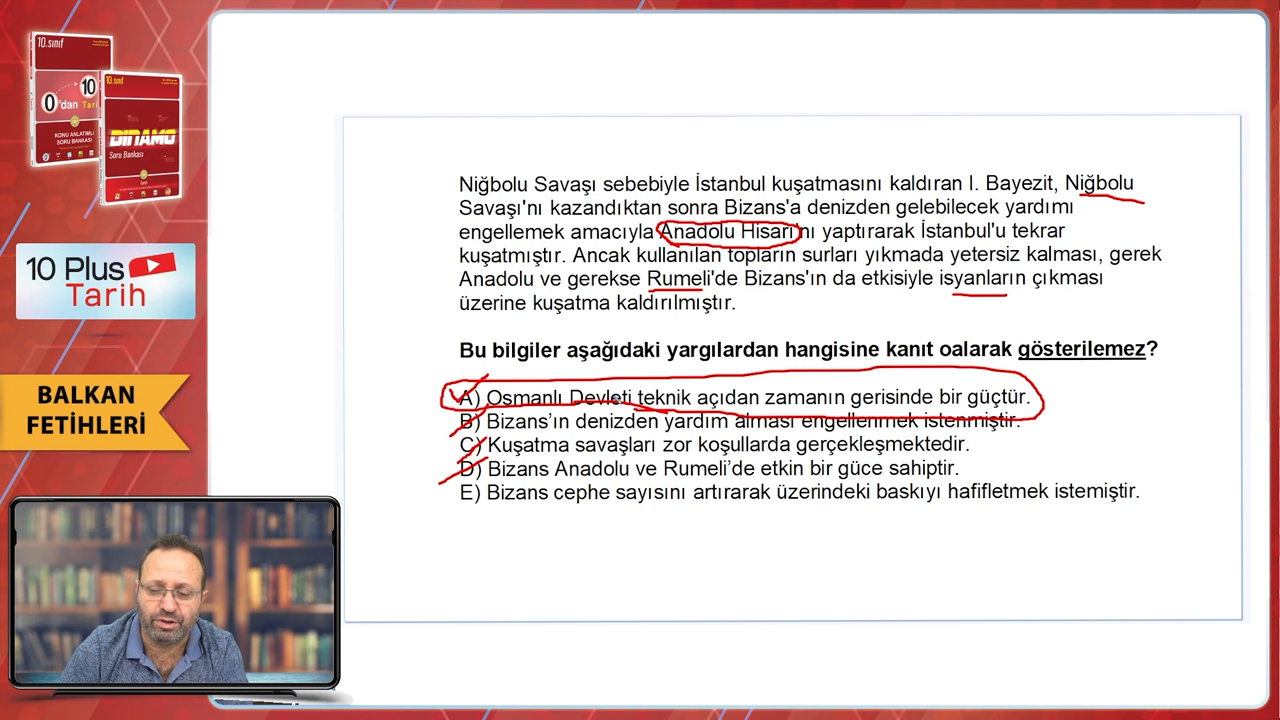 10.sınıf
0'dan 10
Tari
KONU ANLATIMLI
SORU BANKASI
10.sınıf
DINAMO
Soru Bankası
Tarih
10 Plus
Tarih
BALKAN
FETİHLERİ
Niğbolu Savaşı sebebiyle İstanbul kuşatmasını kaldıran I. Bayezit, Niğbolu
Savaşı'nı kazandıktan sonra Bizans'a denizden gelebilecek yardımı
engellemek amacıyla Anadolu Hisarı'nı yaptırarak İstanbul'u tekrar
kuşatmıştır. Ancak kullanılan topların surları yıkmada yetersiz kalması, gerek
Anadolu ve gerekse Rumeli'de Bizans'ın da etkisiyle isyanların çıkması
üzerine kuşatma kaldırılmıştır.
Bu bilgiler aşağıdaki yargılardan hangisine kanıt oalarak gösterilemez?
A) Osmanlı Devleti teknik açıdan zamanın gerisinde bir güçtür.
B) Bizans’ın denizden yardım alması engellenmek istenmiştir.
C) Kuşatma savaşları zor koşullarda gerçekleşmektedir.
D) Bizans Anadolu ve Rumeli’de etkin bir güce sahiptir.
E) Bizans cephe sayısını artırarak üzerindeki baskıyı hafifletmek istemiştir.